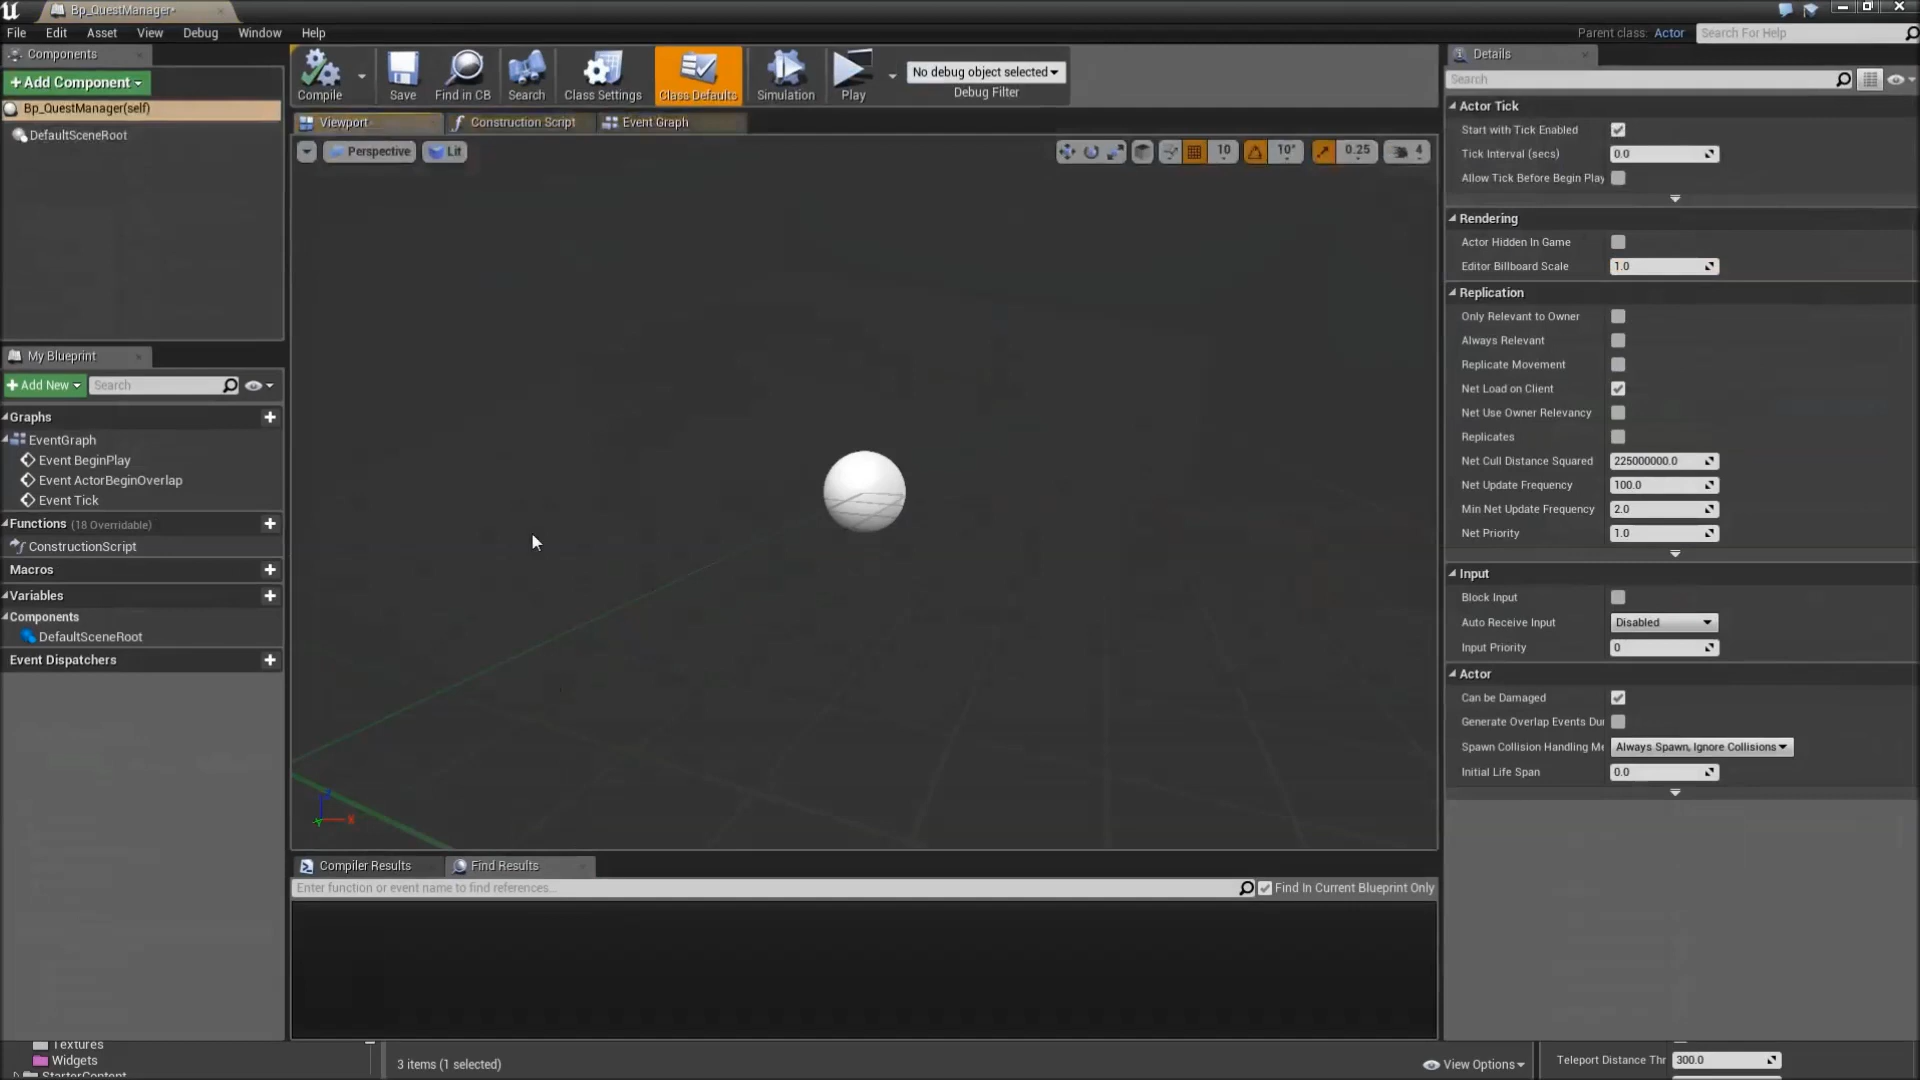 Bp_QuestManager*
File Edit Asset View Debug Window Help
Parent class: Actor
Search For Help
Components
+Add Component
Bp_QuestManager(self)
DefaultSceneRoot
My Blueprint
+Add New
Search
Graphs
EventGraph
Event BeginPlay
Event ActorBeginOverlap
Event Tick
Functions (18 Overridable)
ConstructionScript
Macros
Variables
Components
DefaultSceneRoot
Event Dispatchers
Compile
Save
Find in CB
Search
Class Settings
Class Defaults
Simulation
Play
No debug object selected
Debug Filter
Viewport
Construction Script
Event Graph
Perspective
Lit
10
10°
0.25
4
X
Compiler Results
Find Results
Enter function or event name to find references...
Find In Current Blueprint Only
Details
Search
Actor Tick
Start with Tick Enabled
Tick Interval (secs) 0.0
Allow Tick Before Begin Play
Rendering
Actor Hidden In Game
Editor Billboard Scale 1.0
Replication
Only Relevant to Owner
Always Relevant
Replicate Movement
Net Load on Client
Net Use Owner Relevancy
Replicates
Net Cull Distance Squared 225000000.0
Net Update Frequency 100.0
Min Net Update Frequency 2.0
Net Priority 1.0
Input
Block Input
Auto Receive Input Disabled
Input Priority 0
Actor
Can be Damaged
Generate Overlap Events Dur
Spawn Collision Handling Me Always Spawn, Ignore Collisions
Initial Life Span 0.0
Textures
Widgets
StarterContent
3 items (1 selected)
View Options
Teleport Distance Thr 300.0